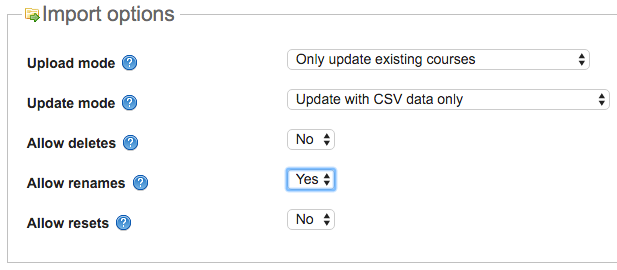 Import options
Upload mode ? Only update existing courses
Update mode ? Update with CSV data only
Allow deletes ? No
Allow renames ? Yes
Allow resets ? No